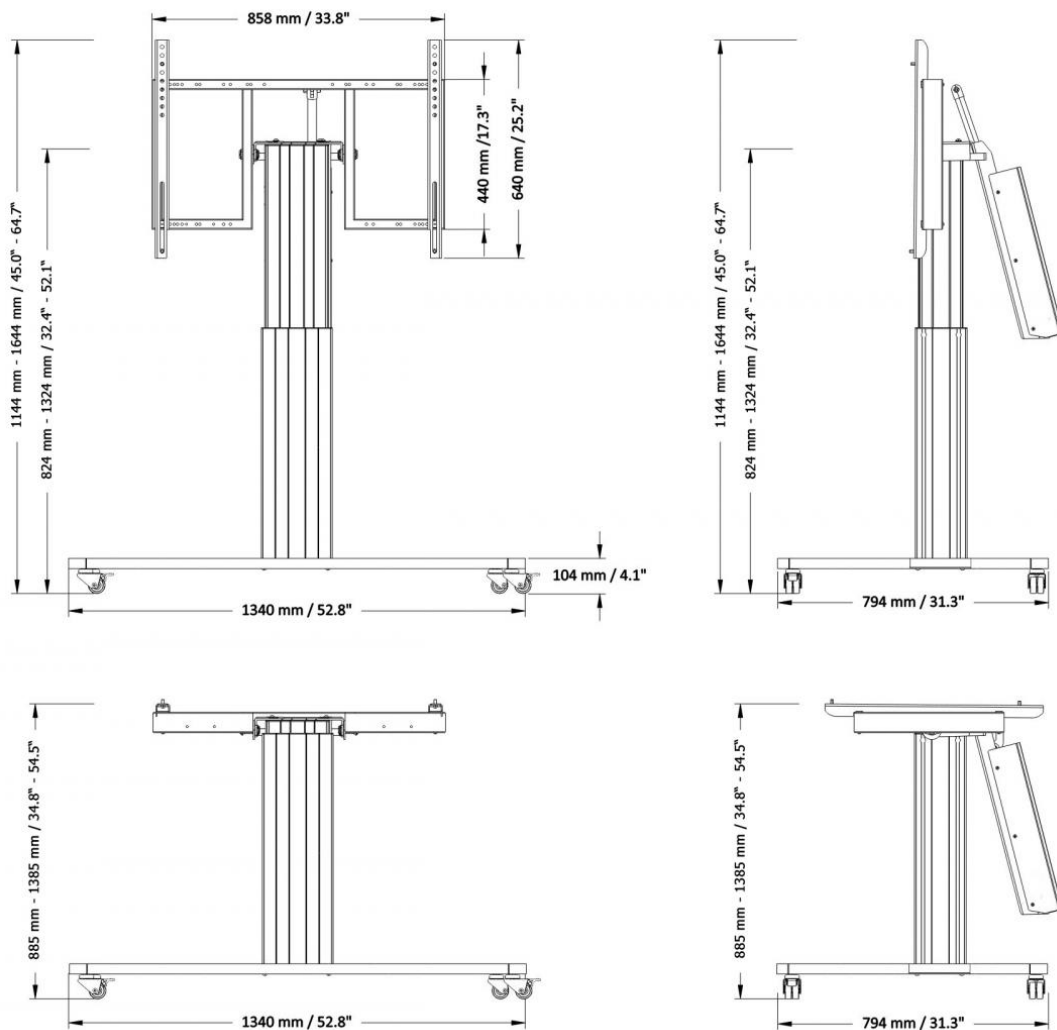 858 mm / 33.8"
1144 mm - 1644 mm / 45.0" - 64.7"
824 mm - 1324 mm / 32.4" - 52.1"
440 mm /17.3"
640 mm / 25.2"
104 mm / 4.1"
1340 mm / 52.8"
1144 mm - 1644 mm / 45.0" - 64.7"
824 mm - 1324 mm / 32.4" - 52.1"
794 mm / 31.3"
885 mm - 1385 mm / 34.8" - 54.5"
1340 mm / 52.8"
885 mm - 1385 mm / 34.8" - 54.5"
794 mm / 31.3"